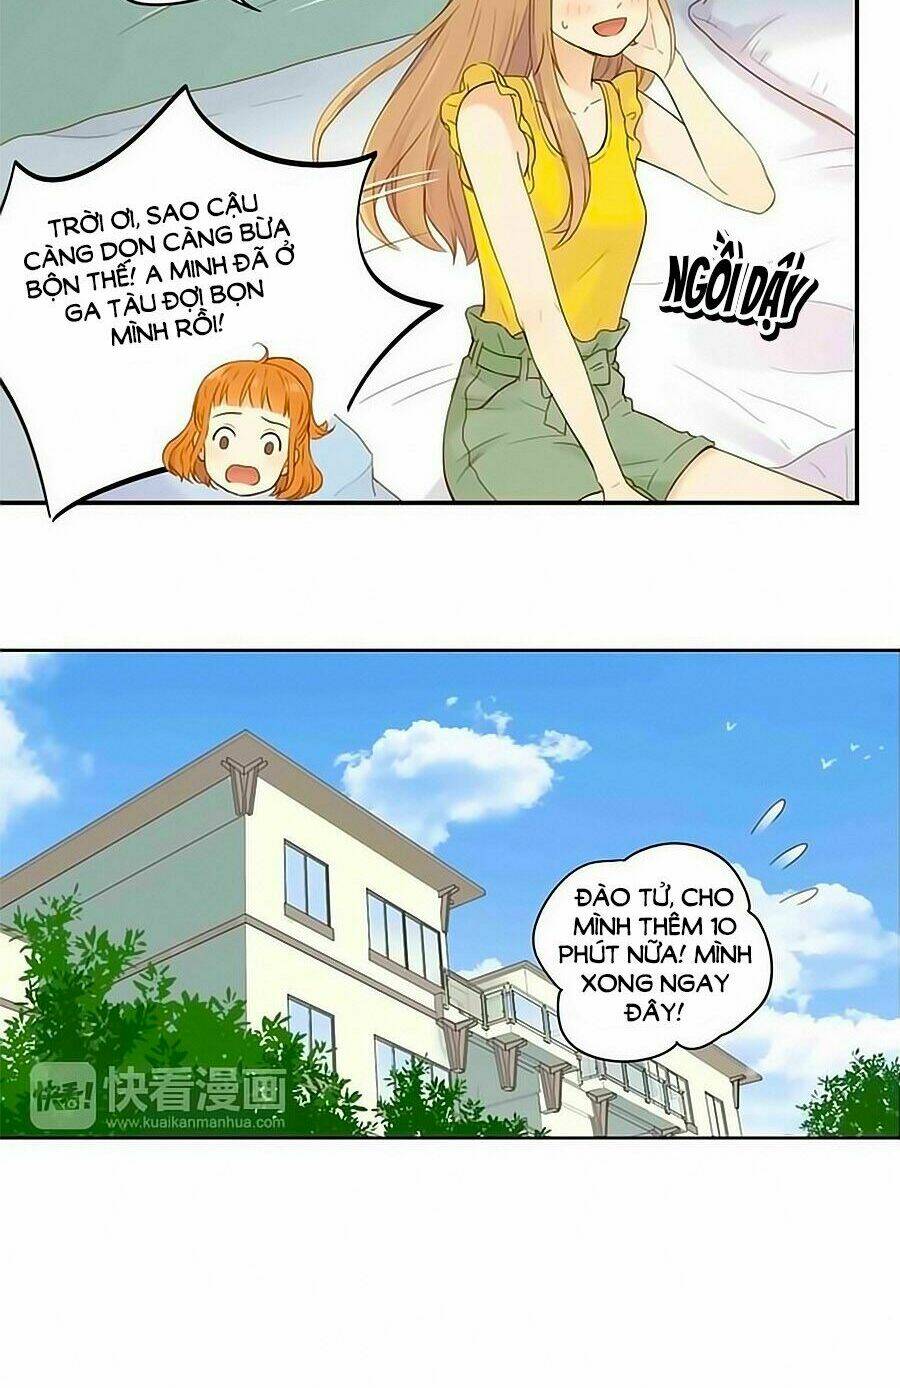 TRỜI ƠI, SAO CẬU
CÀNG DỌN CÀNG BỪA
BỘN THẾ! A MINH ĐÃ Ở
GA TÀU ĐỢI BỌN
MÌNH RỒI!
NGỒI DẬY
ĐÀO TỬ, CHO
MÌNH THÊM 10
PHÚT NỮA! MÌNH
XONG NGAY
ĐÂY!
快看! 快看漫画
www.kuaikanmanhua.com